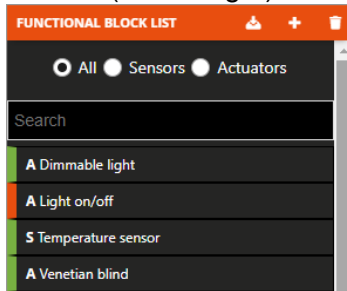 FUNCTIONAL BLOCK LIST
All Sensors Actuators
Search
A Dimmable light
A Light on/off
S Temperature sensor
A Venetian blind